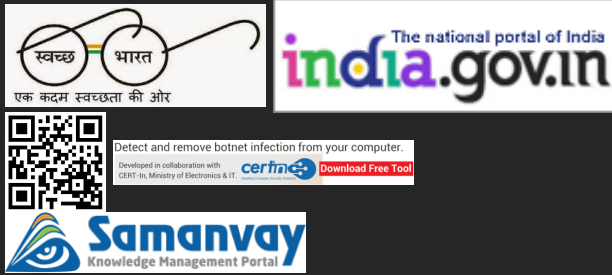 स्वच्छ भारत
एक कदम स्वच्छता की ओर
The national portal of India
india.gov.in
Detect and remove botnet infection from your computer.
Developed in collaboration with
CERT-In, Ministry of Electronics & IT.
Download Free Tool
Samanvay
Knowledge Management Portal